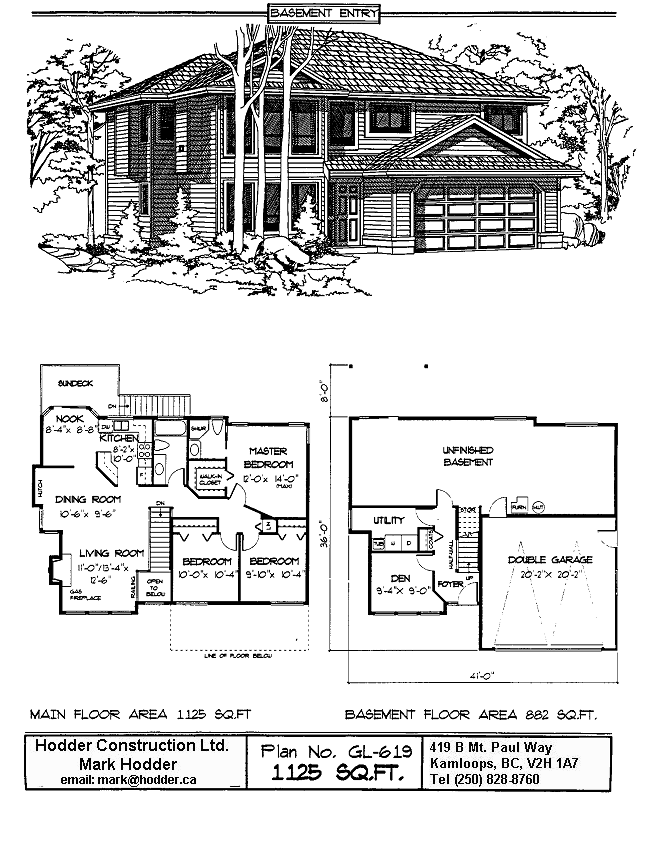 BASEMENT ENTRY
SUNDECK
DN
NOOK
8'-4" x 8'-8"
DW
KITCHEN
8'-2" x
10'-0"
F
SHWR
MASTER
BEDROOM
12'-0 x 14'-0"
(MAX)
WALK-IN
CLOSET
HUTCH
DINING ROOM
10'-6" x 9'-6"
DN.
LIVING ROOM
11'-0"/13'-4" x
12'-6"
GAS
FIREPLACE
RAILING
OPEN
TO
BELOW
BEDROOM
10'-0" x 10'-4"
BEDROOM
9'-10" x 10'-4
LINE OF FLOOR BELOW
8'-0"
36'-0"
UNFINISHED
BASEMENT
UTILITY
W D
COATS
STOR.
HALF-WALL
UP
FURN.
HWT
DEN
9'-4" x 9'-0"
FOYER
DOUBLE GARAGE
20'-2" x 20'-2"
41'-0"
MAIN FLOOR AREA 1125 SQ.FT
BASEMENT FLOOR AREA 882 SQ.FT.
Hodder Construction Ltd.
Mark Hodder
email: mark@hodder.ca
Plan No. GL-619
1125 SQ.FT.
419 B Mt. Paul Way
Kamloops, BC, V2H 1A7
Tel (250) 828-8760